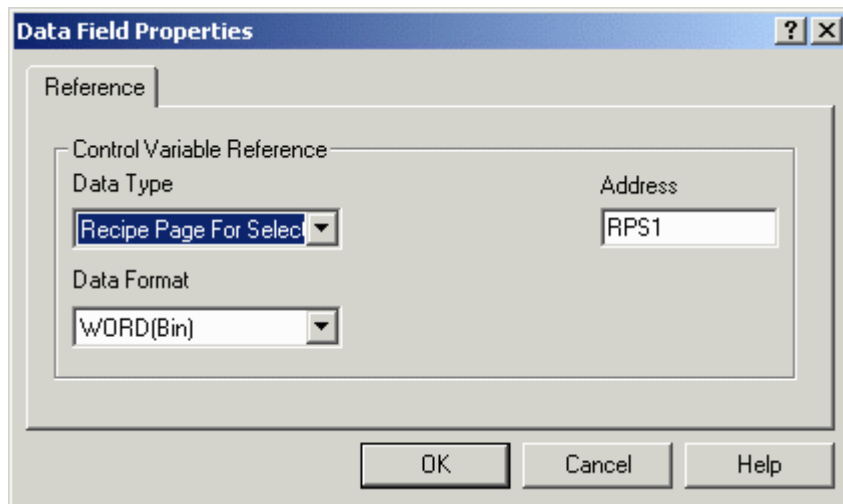 Data Field Properties
Reference
Control Variable Reference
Data Type
Address
Recipe Page For Select
RPS1
Data Format
WORD(Bin)
OK
Cancel
Help